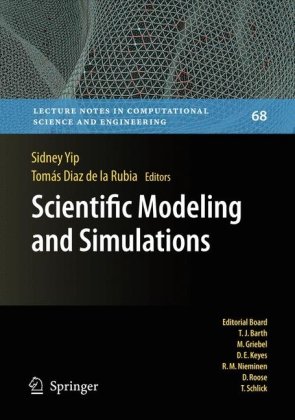 LECTURE NOTES IN COMPUTATIONAL
SCIENCE AND ENGINEERING
68
Sidney Yip
Tomás Diaz de la Rubia Editors
Scientific Modeling
and Simulations
Editorial Board
T. J. Barth
M. Griebel
D. E. Keyes
R. M. Nieminen
D. Roose
T. Schlick
Springer